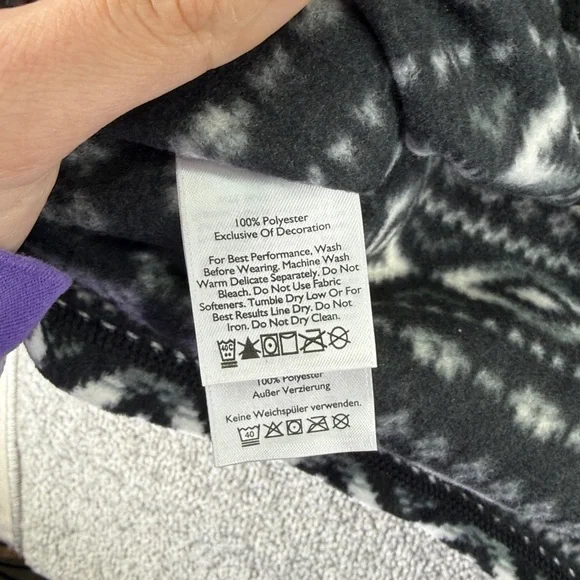 100% Polyester
Exclusive Of Decoration
For Best Performance, Wash
Before Wearing. Machine Wash
Warm Delicate Separately. Do Not
Bleach. Do Not Use Fabric
Softeners. Tumble Dry Low Or For
Best Results Line Dry. Do Not
Iron. Do Not Dry Clean.
40C
100% Polyester
Außer Verzierung
Keine Weichspüler verwenden.
40